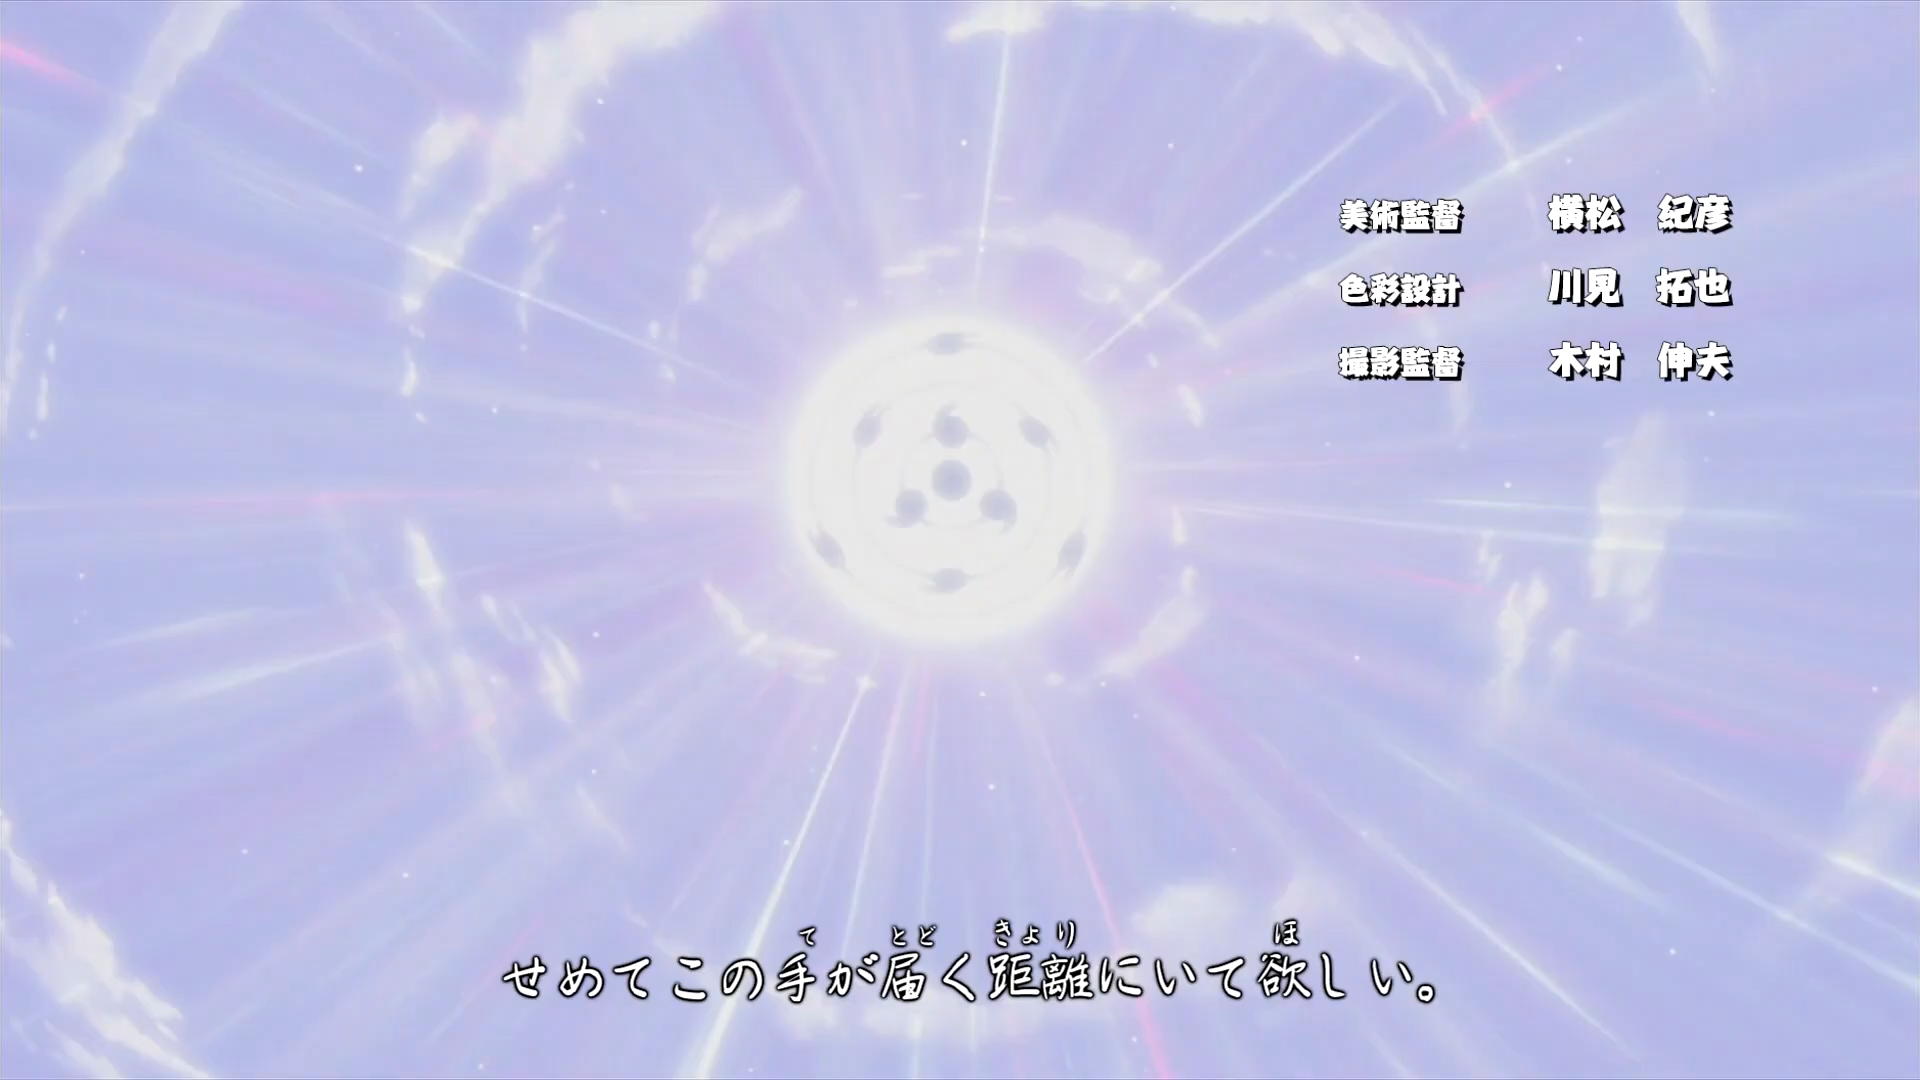 美術監督 横松 紀彦
色彩設計 川見 拓也
撮影監督 木村 伸夫
て とど きょり ほ
せめてこの手が届く距離にいて欲しい。